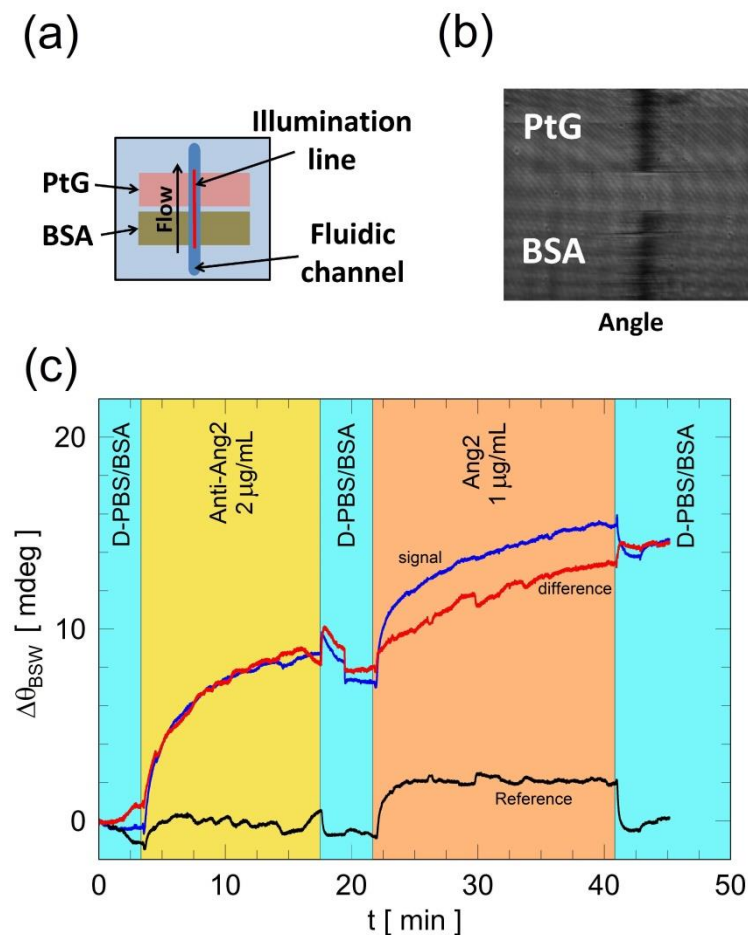 (a)
Illumination
line
PtG
BSA
Flow
Fluidic
channel
(b)
PtG
BSA
Angle
(c)
20
10
0
Δθ_BSW [ mdeg ]
D-PBS/BSA
Anti-Ang2
2 μg/mL
D-PBS/BSA
Ang2
1 μg/mL
D-PBS/BSA
signal
difference
Reference
0
10
20
30
40
50
t [ min ]